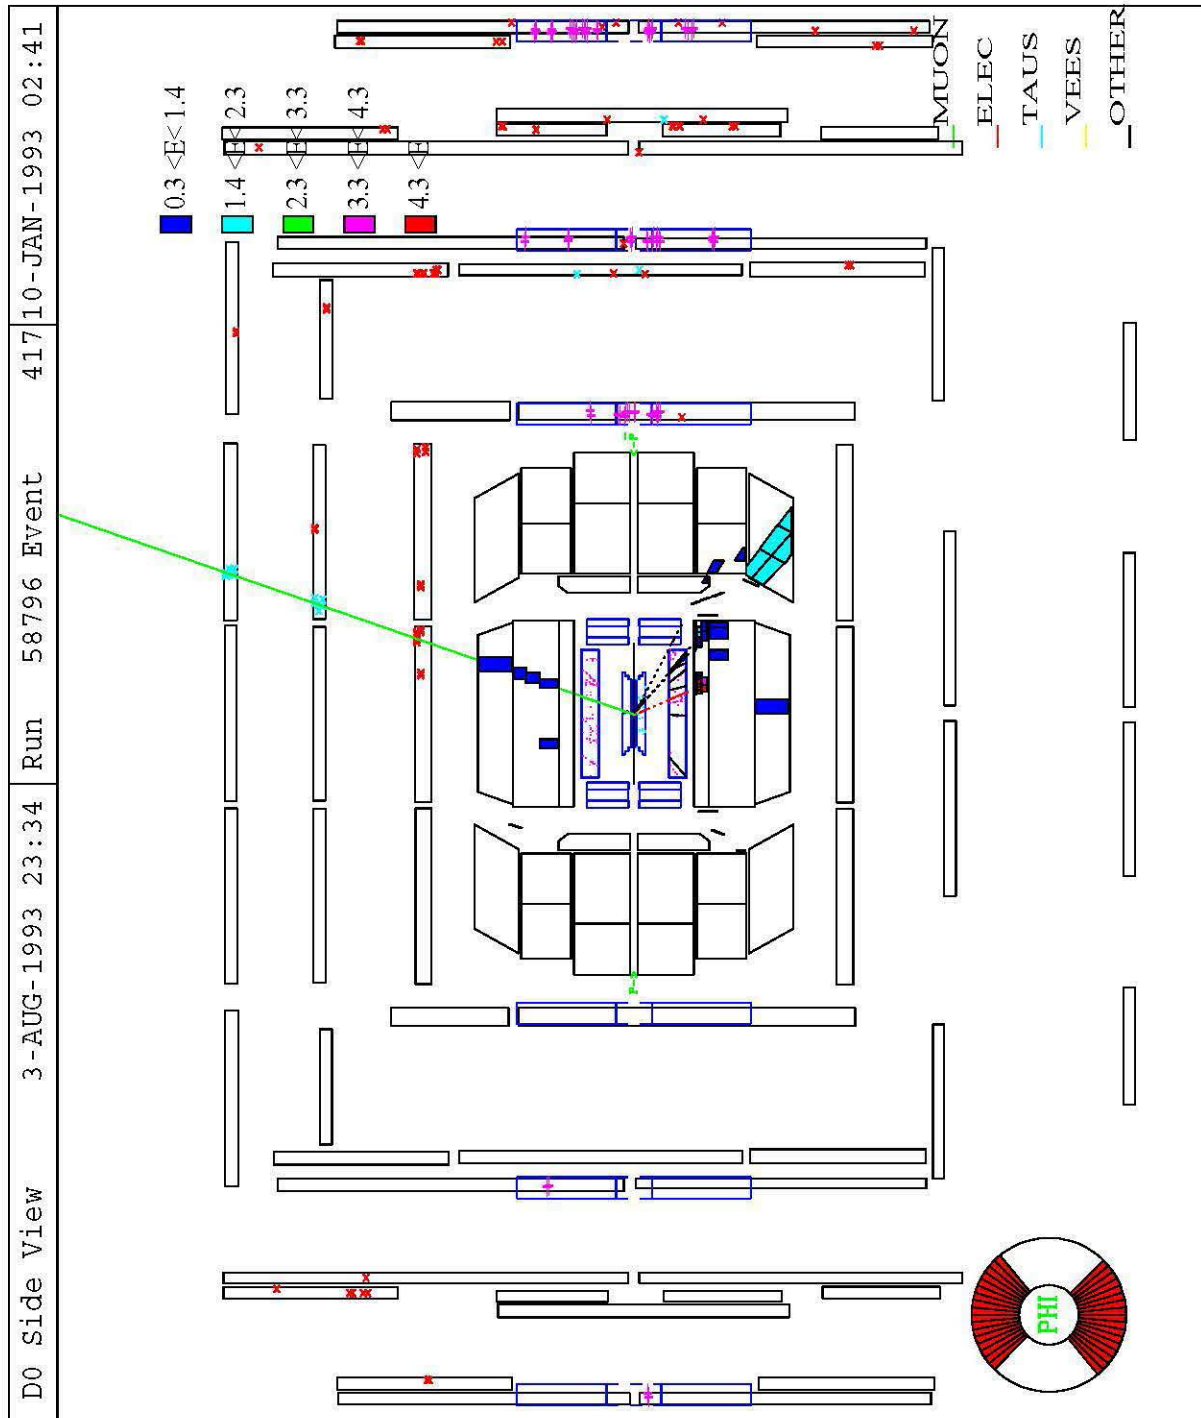 D0 Side View 3-AUG-1993 23:34 Run 58796 Event 417 10-JAN-1993 02:41
0.3 <E< 1.4
1.4 <E< 2.3
2.3 <E< 3.3
3.3 <E< 4.3
4.3 <E
MUON
ELEC
TAUS
VEES
OTHER
PHI